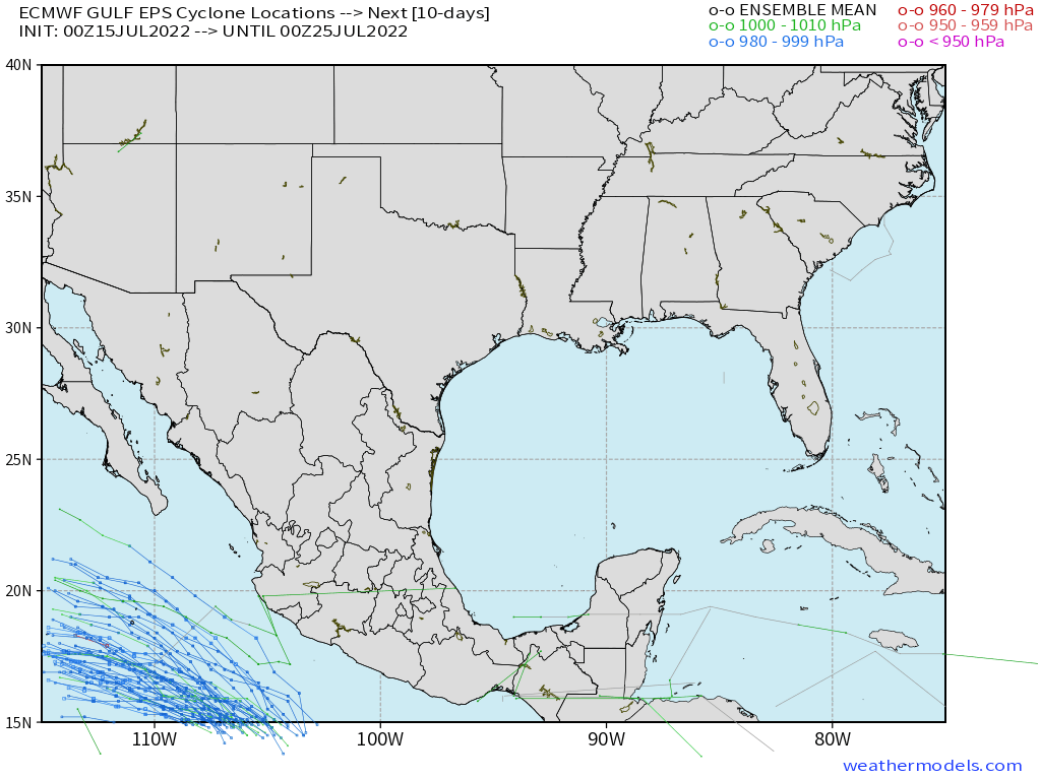 ECMWF GULF EPS Cyclone Locations --> Next [10-days]
INIT: 00Z15JUL2022 --> UNTIL 00Z25JUL2022
o-o ENSEMBLE MEAN
o-o 1000 - 1010 hPa
o-o 980 - 999 hPa
o-o 960 - 979 hPa
o-o 950 - 959 hPa
o-o < 950 hPa
40N
35N
30N
25N
20N
15N
110W
100W
90W
80W
weathermodels.com